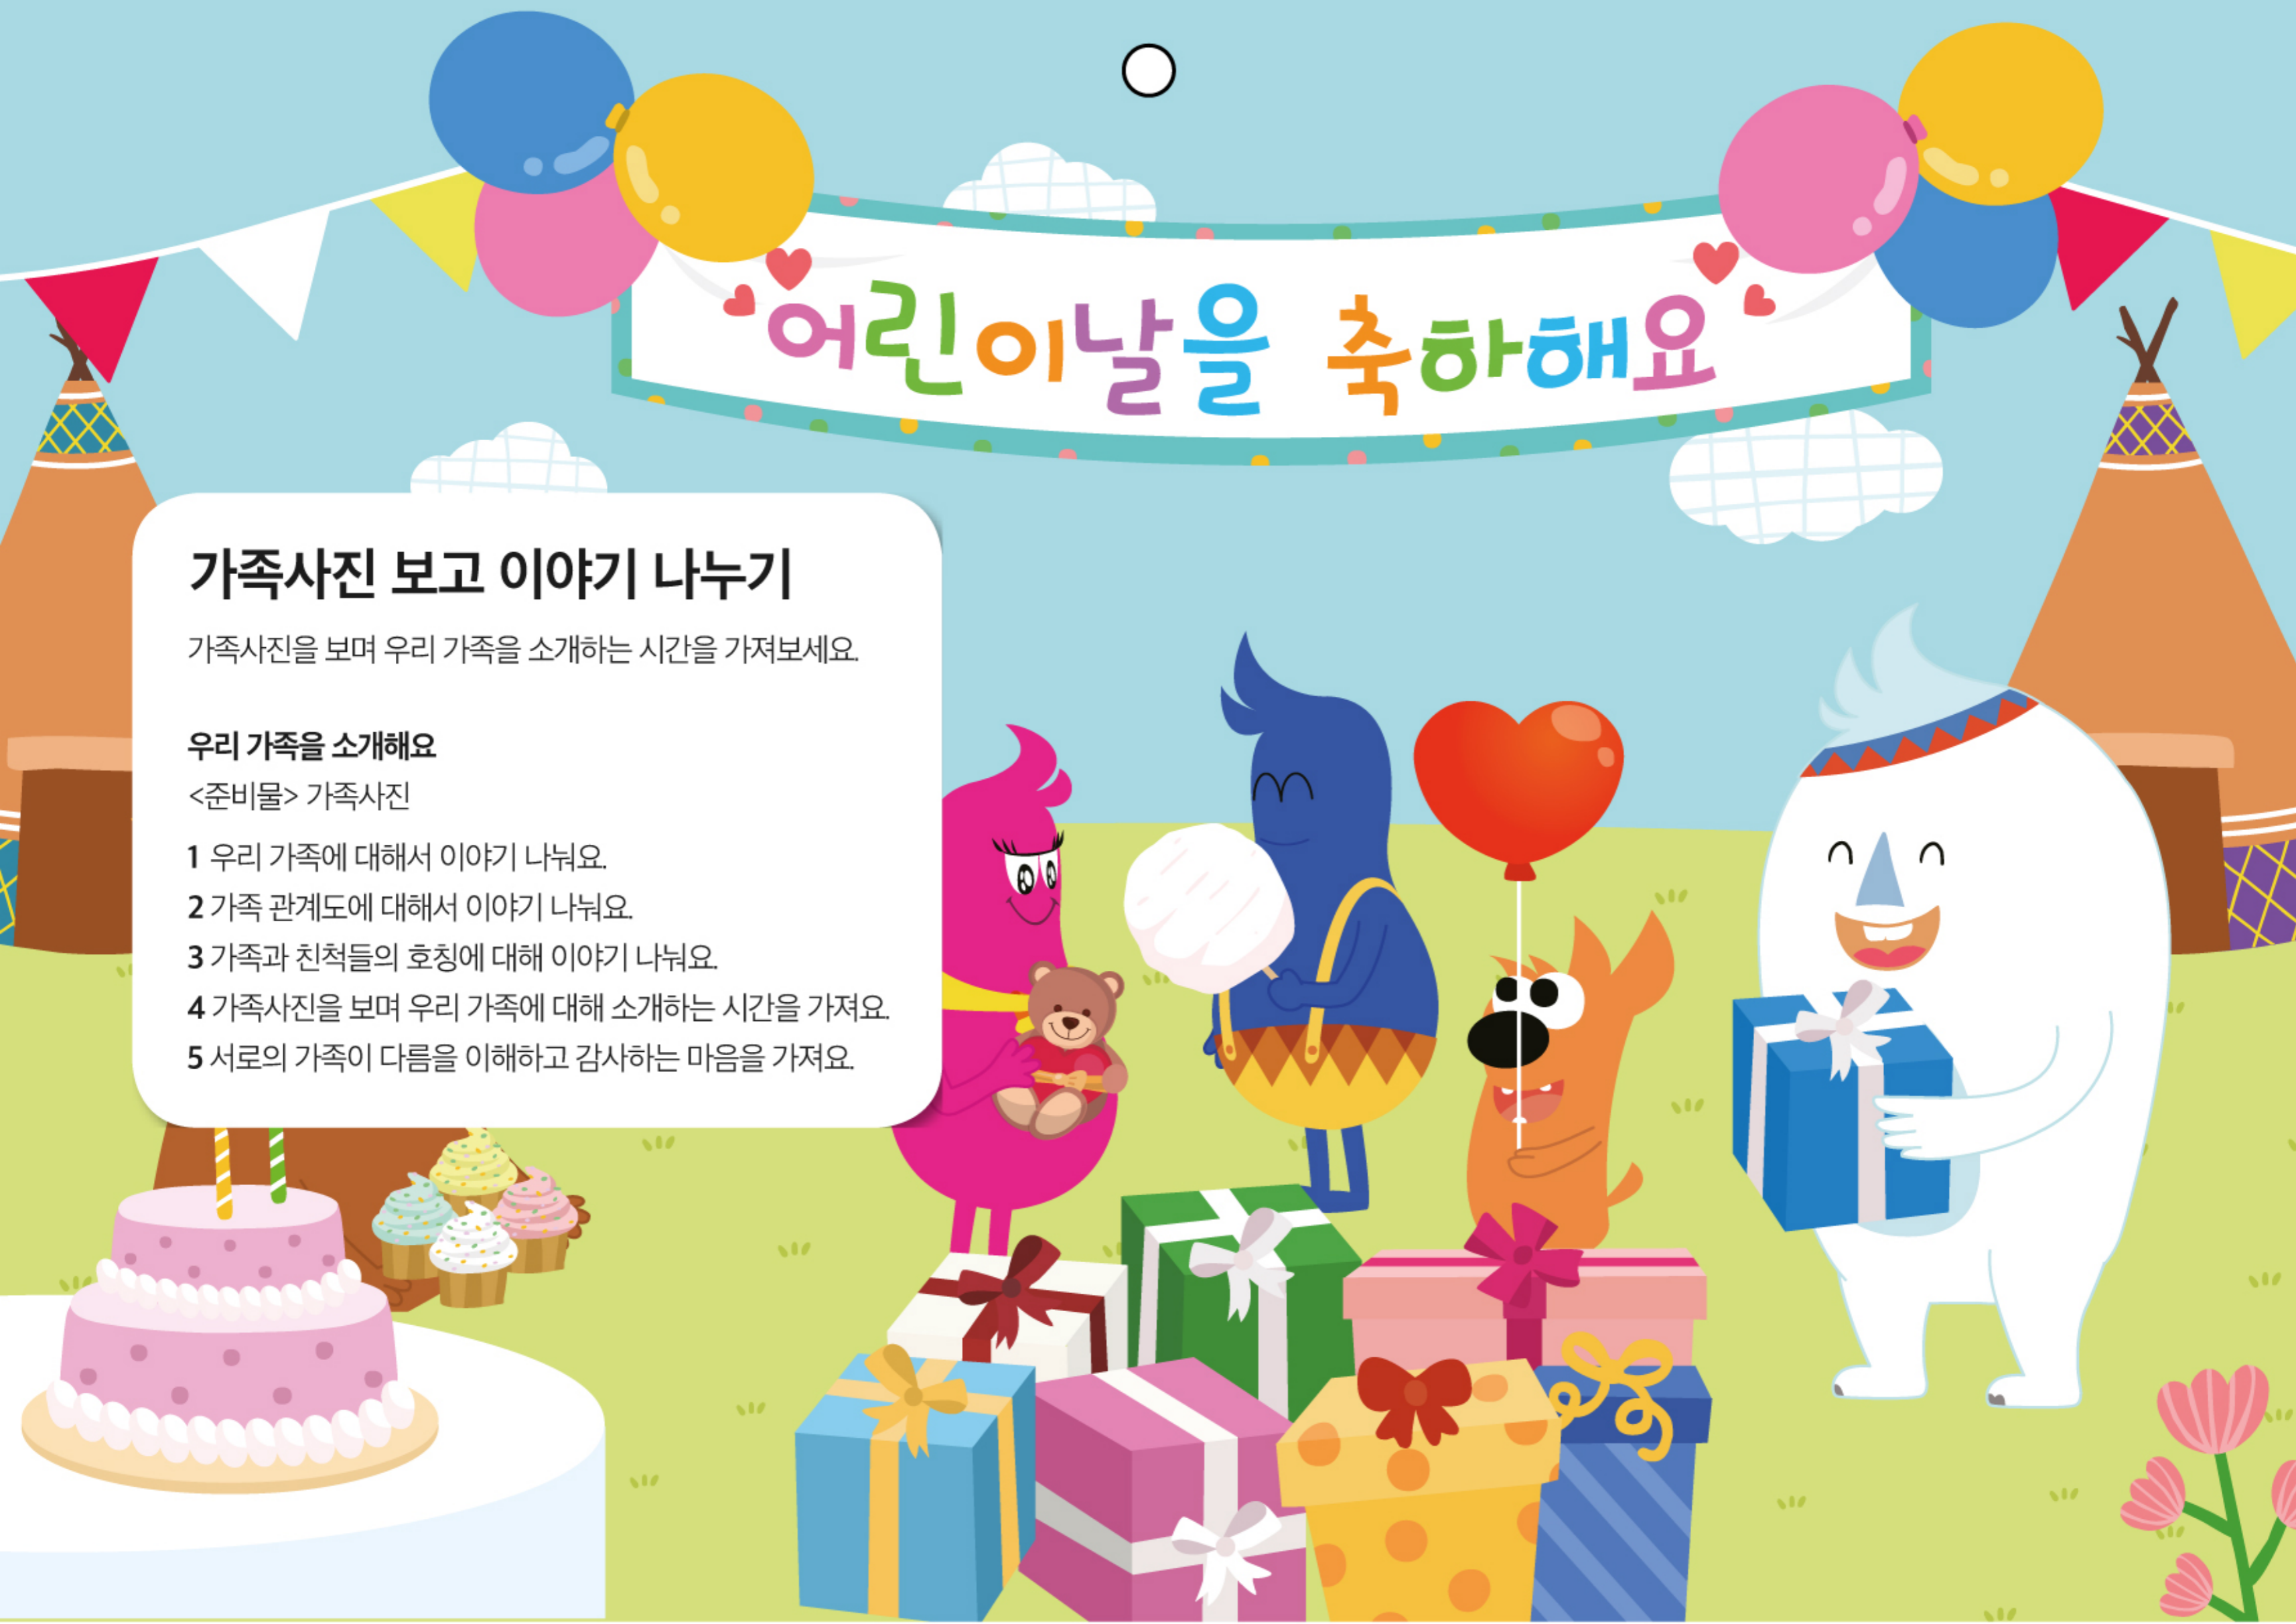 어린이날을 축하해요
가족사진 보고 이야기 나누기
가족사진을 보며 우리 가족을 소개하는 시간을 가져보세요.
우리 가족을 소개해요
<준비물> 가족사진
1 우리 가족에 대해서 이야기 나눠요.
2 가족 관계도에 대해서 이야기 나눠요.
3 가족과 친척들의 호칭에 대해 이야기 나눠요.
4 가족사진을 보며 우리 가족에 대해 소개하는 시간을 가져요.
5 서로의 가족이 다름을 이해하고 감사하는 마음을 가져요.